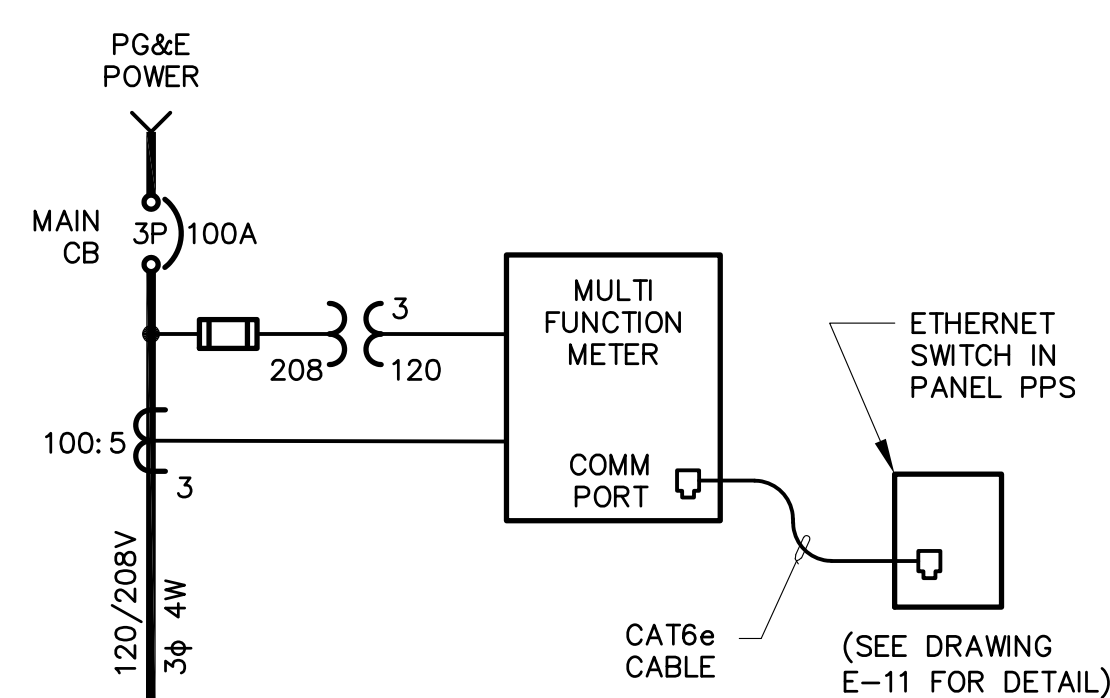 PG&E
POWER
MAIN
CB
3P
100A
3
208
120
MULTI
FUNCTION
METER
ETHERNET
SWITCH IN
PANEL PPS
100:5
3
COMM
PORT
120/208V
3ϕ 4W
CAT6e
CABLE
(SEE DRAWING
E-11 FOR DETAIL)